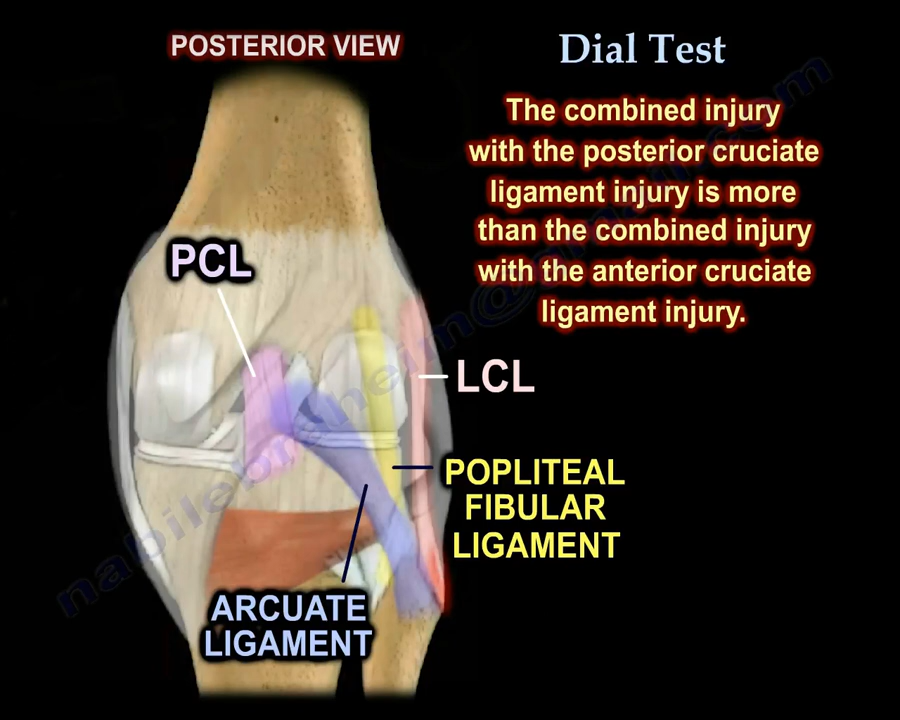 POSTERIOR VIEW
Dial Test
The combined injury
with the posterior cruciate
ligament injury is more
than the combined injury
with the anterior cruciate
ligament injury.
PCL
LCL
POPLITEAL
FIBULAR
LIGAMENT
ARCUATE
LIGAMENT